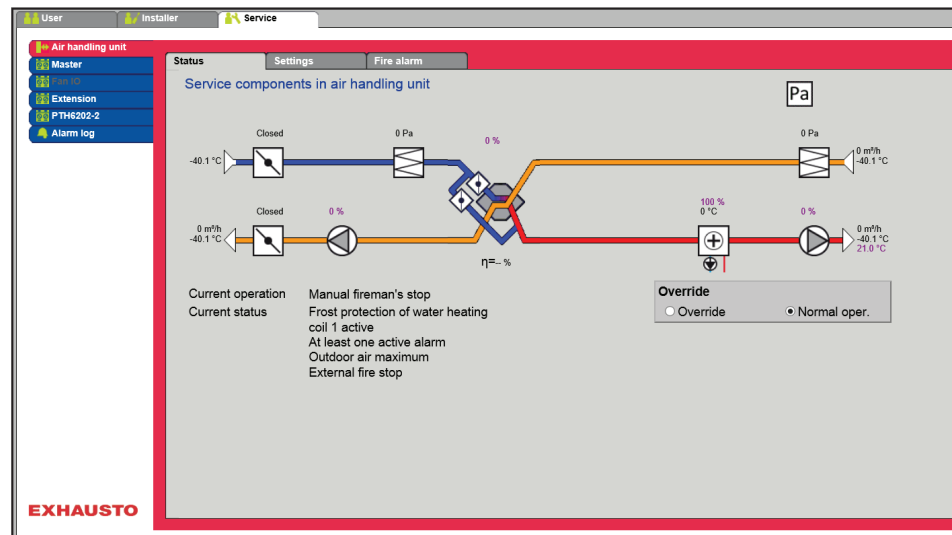 User
Installer
Service
Air handling unit
Master
Fan IO
Extension
PTH6202-2
Alarm log
Status
Settings
Fire alarm
Service components in air handling unit
Pa
Closed
0 Pa
0 %
0 Pa
-40.1 °C
0 m³/h
-40.1 °C
Closed
0 %
100 %
0 °C
0 %
0 m³/h
-40.1 °C
0 m³/h
-40.1 °C
21.0 °C
η=-- %
Current operation Manual fireman's stop
Current status Frost protection of water heating
coil 1 active
At least one active alarm
Outdoor air maximum
External fire stop
Override
Override Normal oper.
EXHAUSTO